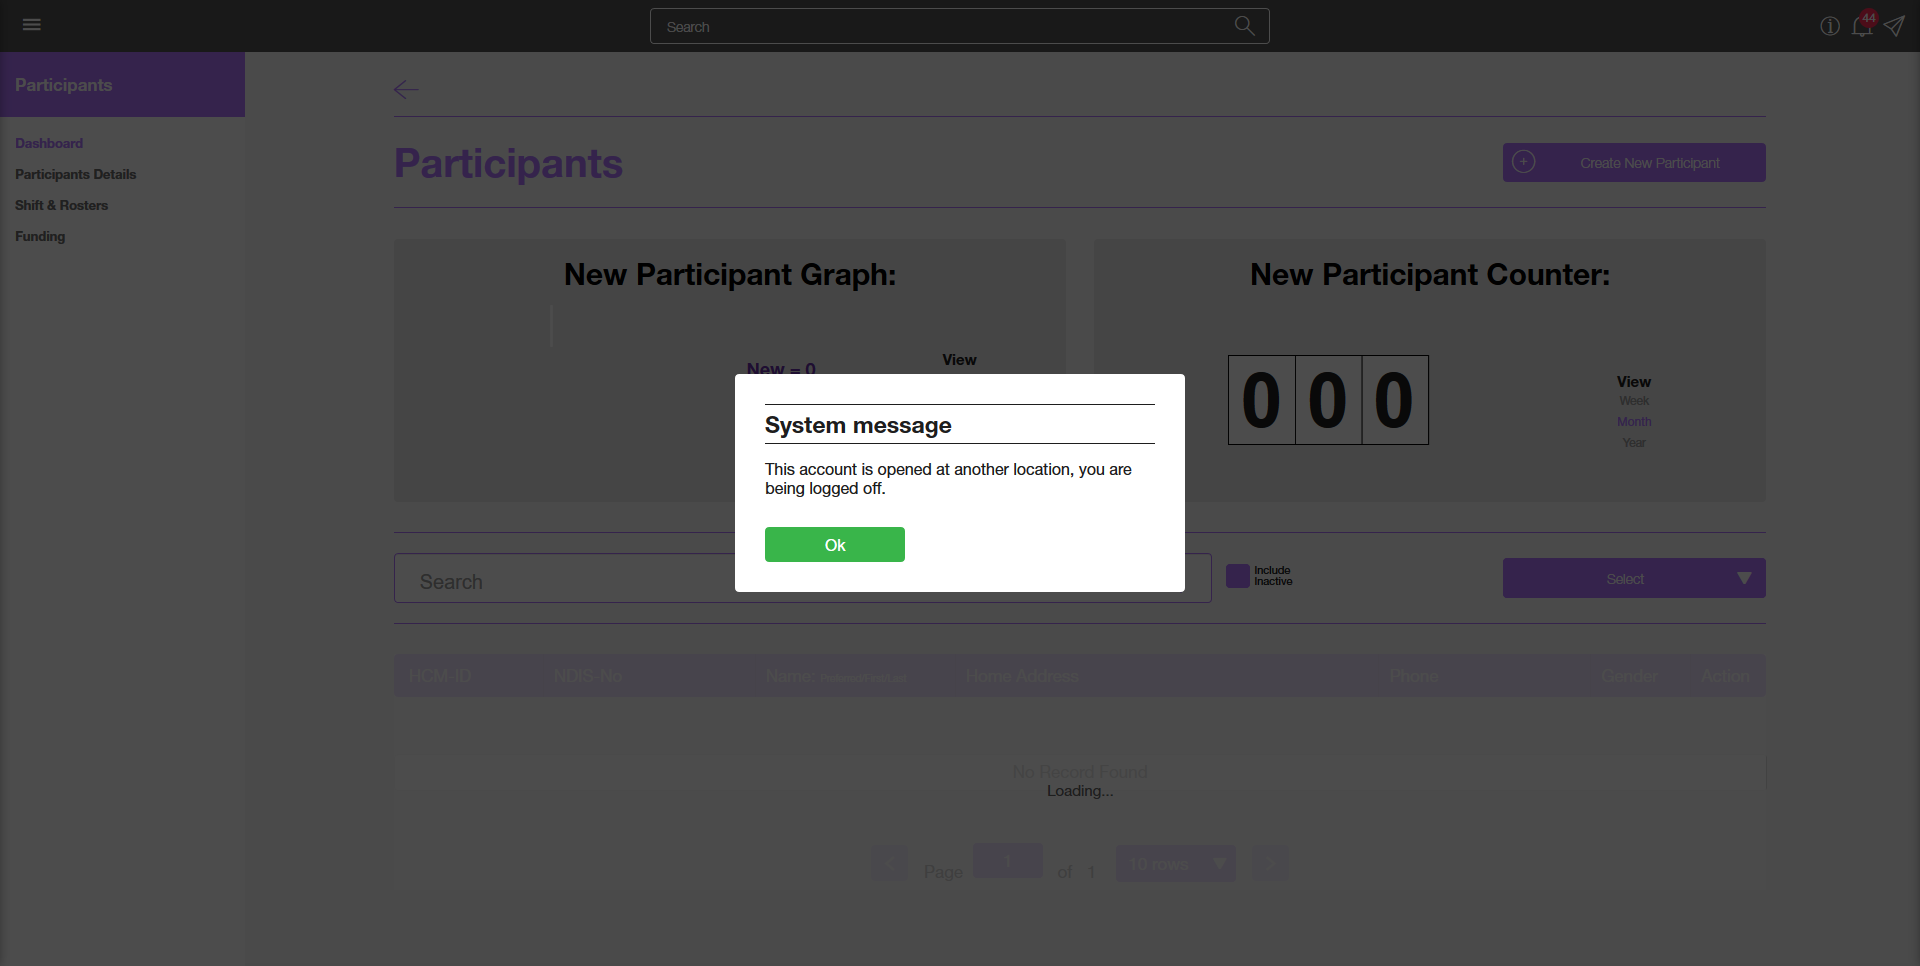 Search
44
Participants
Dashboard
Participants Details
Shift & Rosters
Funding
Participants
Create New Participant
New Participant Graph:
New = 0
View
New Participant Counter:
0 0 0
View
Week
Month
Year
System message
This account is opened at another location, you are
being logged off.
Ok
Search
Include
Inactive
Select
HCM-ID NDIS-No Name: Home Address Phone Gender Action
No Record Found
Loading...
Page 1 of 1 10 rows